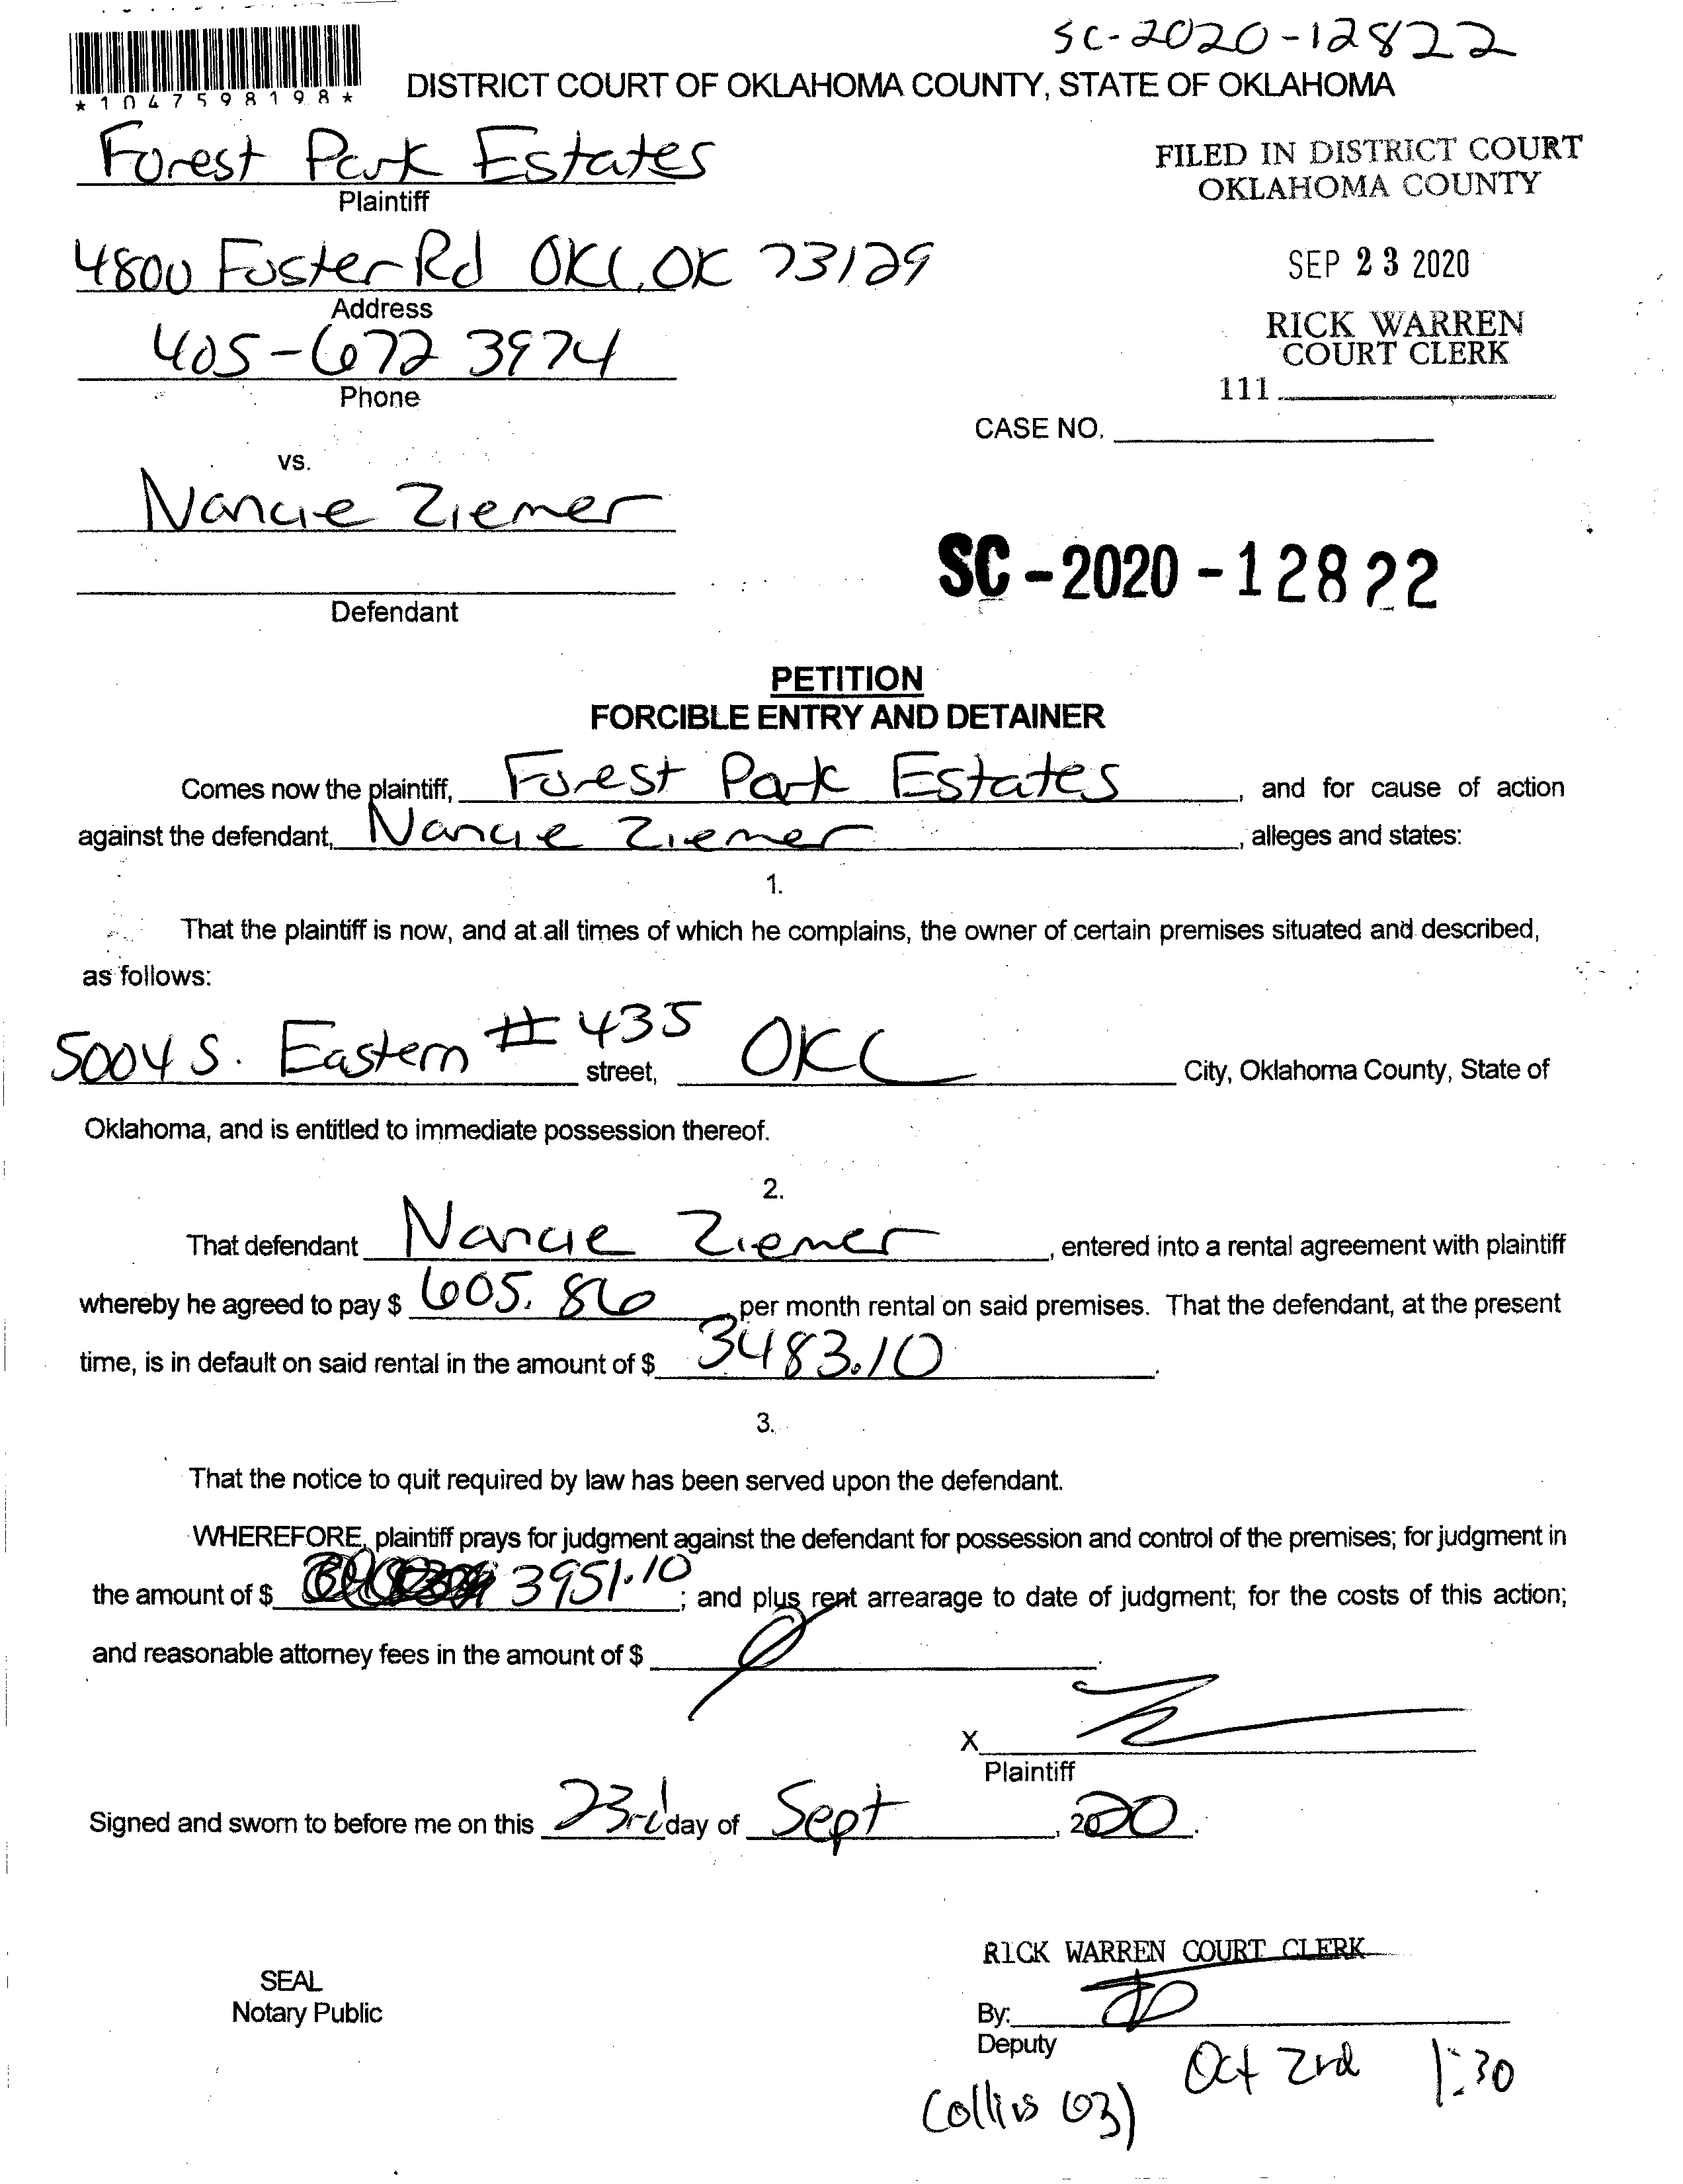 SC-2020-12822
*1047598198*
DISTRICT COURT OF OKLAHOMA COUNTY, STATE OF OKLAHOMA
Forest Park Estates
Plaintiff
FILED IN DISTRICT COURT
OKLAHOMA COUNTY
4800 Foster Rd OKC, OK 73129
Address
SEP 23 2020
405-672 3974
Phone
RICK WARREN
COURT CLERK
111
CASE NO.
vs.
Nancie Ziemer
Defendant
SC-2020-12822
PETITION
FORCIBLE ENTRY AND DETAINER
Comes now the plaintiff, Forest Park Estates, and for cause of action
against the defendant, Nancie Ziemer, alleges and states:
1.
That the plaintiff is now, and at all times of which he complains, the owner of certain premises situated and described,
as follows:
5004 S. Eastern # 435 street, OKC City, Oklahoma County, State of
Oklahoma, and is entitled to immediate possession thereof.
2.
That defendant Nancie Ziemer, entered into a rental agreement with plaintiff
whereby he agreed to pay $ 605.86, per month rental on said premises. That the defendant, at the present
time, is in default on said rental in the amount of $ 3483.10.
3.
That the notice to quit required by law has been served upon the defendant.
WHEREFORE, plaintiff prays for judgment against the defendant for possession and control of the premises; for judgment in
the amount of $ 3951.10; and plus rent arrearage to date of judgment; for the costs of this action;
and reasonable attorney fees in the amount of $ .
X
Plaintiff
Signed and sworn to before me on this 23rd day of Sept, 2020.
RICK WARREN COURT CLERK
SEAL
Notary Public
By:
Deputy
Oct 2nd 1:30
Collins (03)